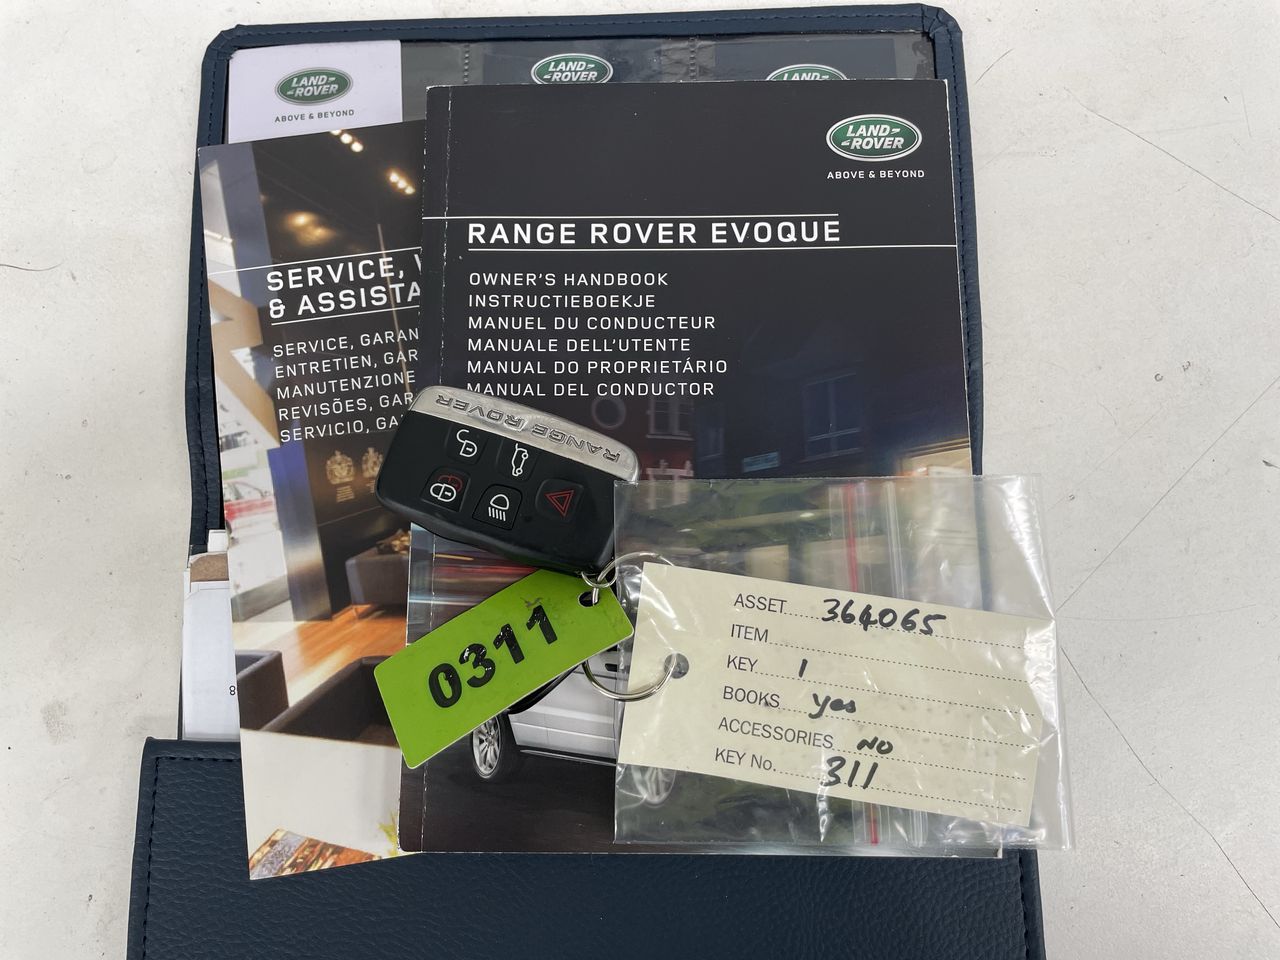 LAND-
-ROVER
ABOVE & BEYOND
LAND-
-ROVER
LAND-
LAND-
-ROVER
ABOVE & BEYOND
RANGE ROVER EVOQUE
OWNER'S HANDBOOK
INSTRUCTIEBOEKJE
MANUEL DU CONDUCTEUR
MANUALE DELL'UTENTE
MANUAL DO PROPRIETÁRIO
MANUAL DEL CONDUCTOR
SERVICE,
& ASSISTA
SERVICE, GARAN
ENTRETIEN, GAR
MANUTENZIONE
REVISÕES, GAR
SERVICIO, GA
RANGE ROVER
0311
ASSET 364065
ITEM
KEY 1
BOOKS yes
ACCESSORIES NO
KEY No. 311
8